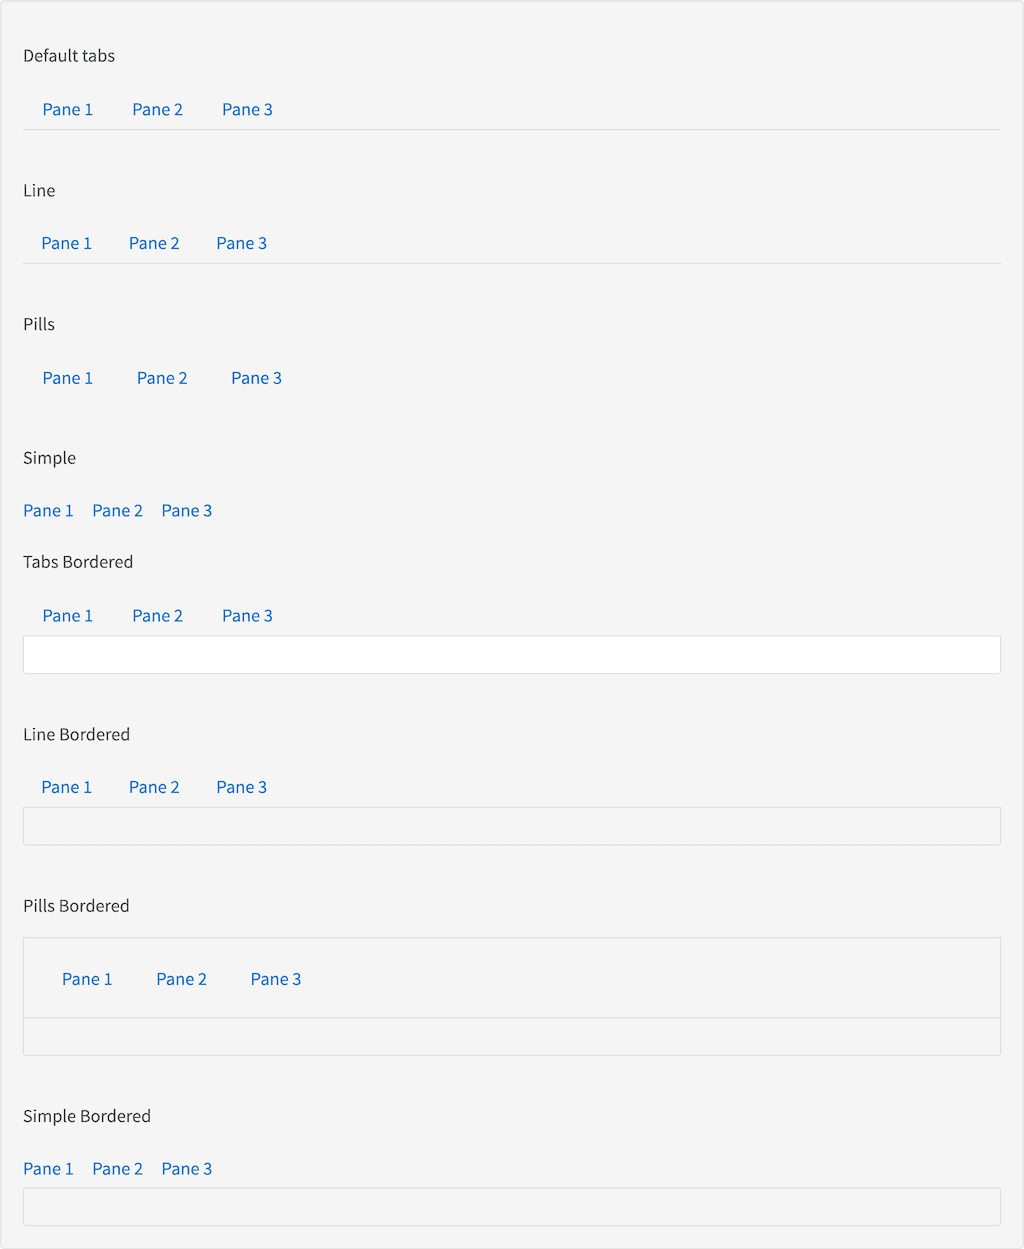 Default tabs
Pane 1 Pane 2 Pane 3
Line
Pane 1 Pane 2 Pane 3
Pills
Pane 1 Pane 2 Pane 3
Simple
Pane 1 Pane 2 Pane 3
Tabs Bordered
Pane 1 Pane 2 Pane 3
Line Bordered
Pane 1 Pane 2 Pane 3
Pills Bordered
Pane 1 Pane 2 Pane 3
Simple Bordered
Pane 1 Pane 2 Pane 3